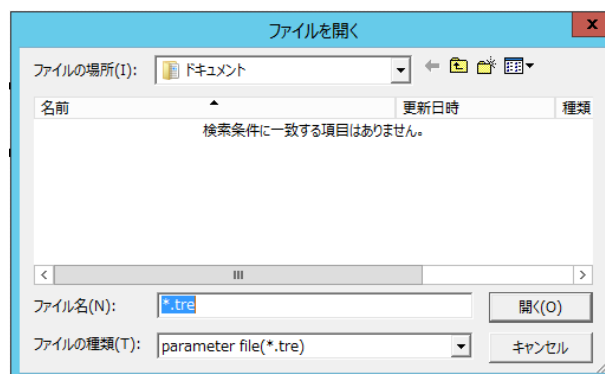 ファイルを開く
x
ファイルの場所(I): ドキュメント
名前 更新日時 種類
検索条件に一致する項目はありません。
ファイル名(N): *.tre 開く(O)
ファイルの種類(T): parameter file(*.tre) キャンセル